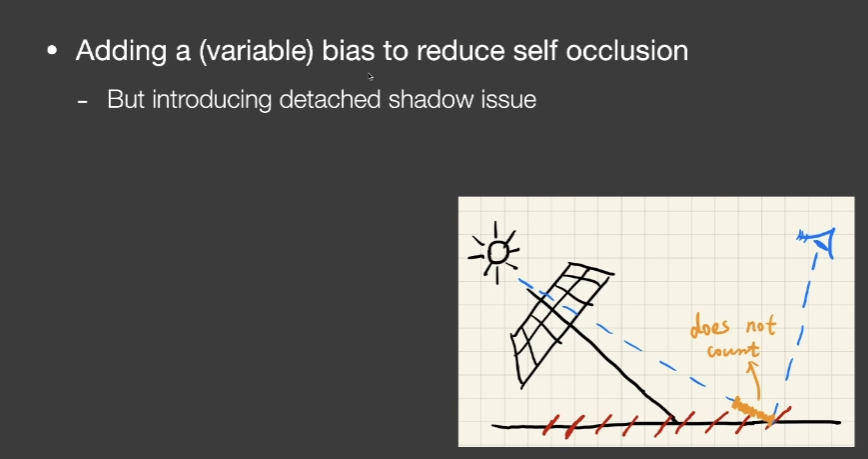 • Adding a (variable) bias to reduce self occlusion
- But introducing detached shadow issue
does not
count